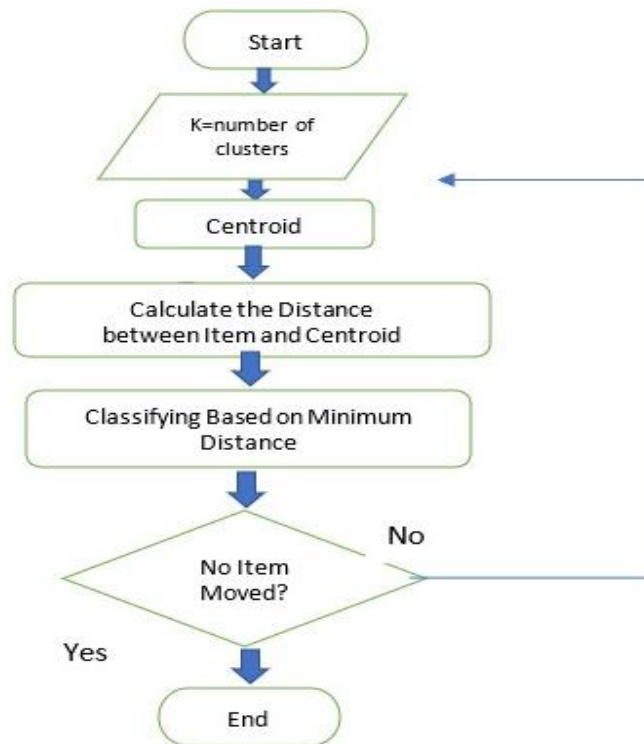 Start
K=number of
clusters
Centroid
Calculate the Distance
between Item and Centroid
Classifying Based on Minimum
Distance
No
No Item
Moved?
Yes
End